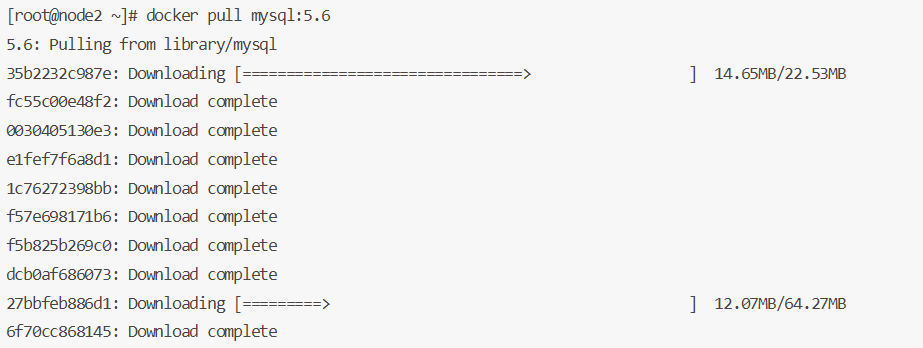 [root@node2 ~]# docker pull mysql:5.6
5.6: Pulling from library/mysql
35b2232c987e: Downloading [================================>                  ]  14.65MB/22.53MB
fc55c00e48f2: Download complete
0030405130e3: Download complete
e1fef7f6a8d1: Download complete
1c76272398bb: Download complete
f57e698171b6: Download complete
f5b825b269c0: Download complete
dcb0af686073: Download complete
27bbfeb886d1: Downloading [=========>                                         ]  12.07MB/64.27MB
6f70cc868145: Download complete